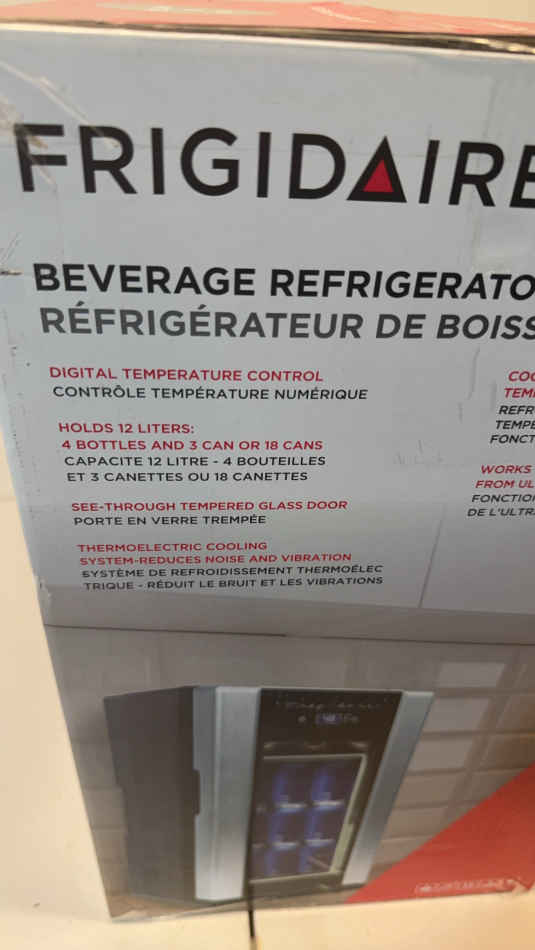 FRIGIDAIRE
BEVERAGE REFRIGERATO
RÉFRIGÉRATEUR DE BOISS
DIGITAL TEMPERATURE CONTROL
CONTRÔLE TEMPÉRATURE NUMÉRIQUE
HOLDS 12 LITERS:
4 BOTTLES AND 3 CAN OR 18 CANS
CAPACITE 12 LITRE - 4 BOUTEILLES
ET 3 CANETTES OU 18 CANETTES
SEE-THROUGH TEMPERED GLASS DOOR
PORTE EN VERRE TREMPÉE
THERMOELECTRIC COOLING
SYSTEM-REDUCES NOISE AND VIBRATION
SYSTÈME DE REFROIDISSEMENT THERMOÉLEC
TRIQUE - RÉDUIT LE BRUIT ET LES VIBRATIONS
COO
TEM
REFR
TEMPÉ
FONCT
WORKS
FROM UL
FONCTIO
DE L'ULTR